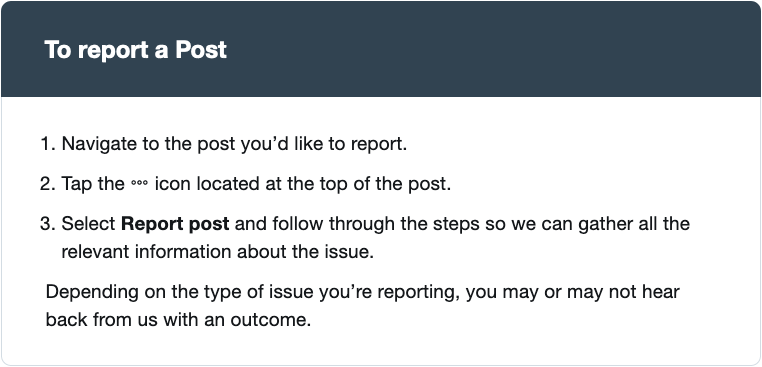 To report a Post
1. Navigate to the post you’d like to report.
2. Tap the ∘∘∘ icon located at the top of the post.
3. Select Report post and follow through the steps so we can gather all the
relevant information about the issue.
Depending on the type of issue you’re reporting, you may or may not hear
back from us with an outcome.